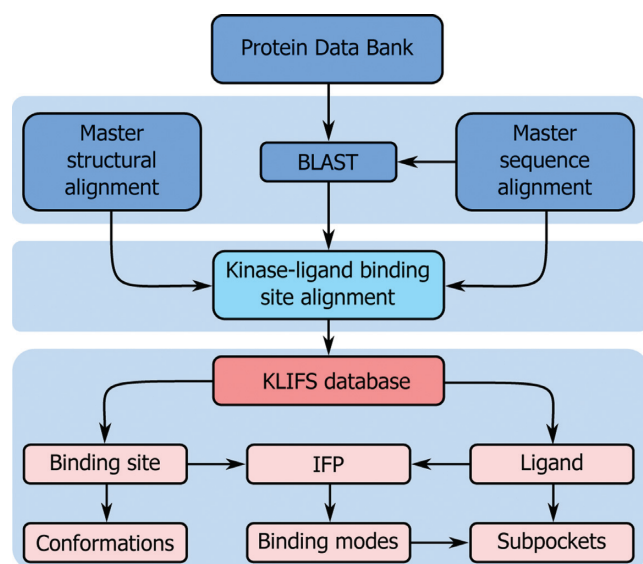 Protein Data Bank
Master
structural
alignment
BLAST
Master
sequence
alignment
Kinase-ligand binding
site alignment
KLIFS database
Binding site
IFP
Ligand
Conformations
Binding modes
Subpockets